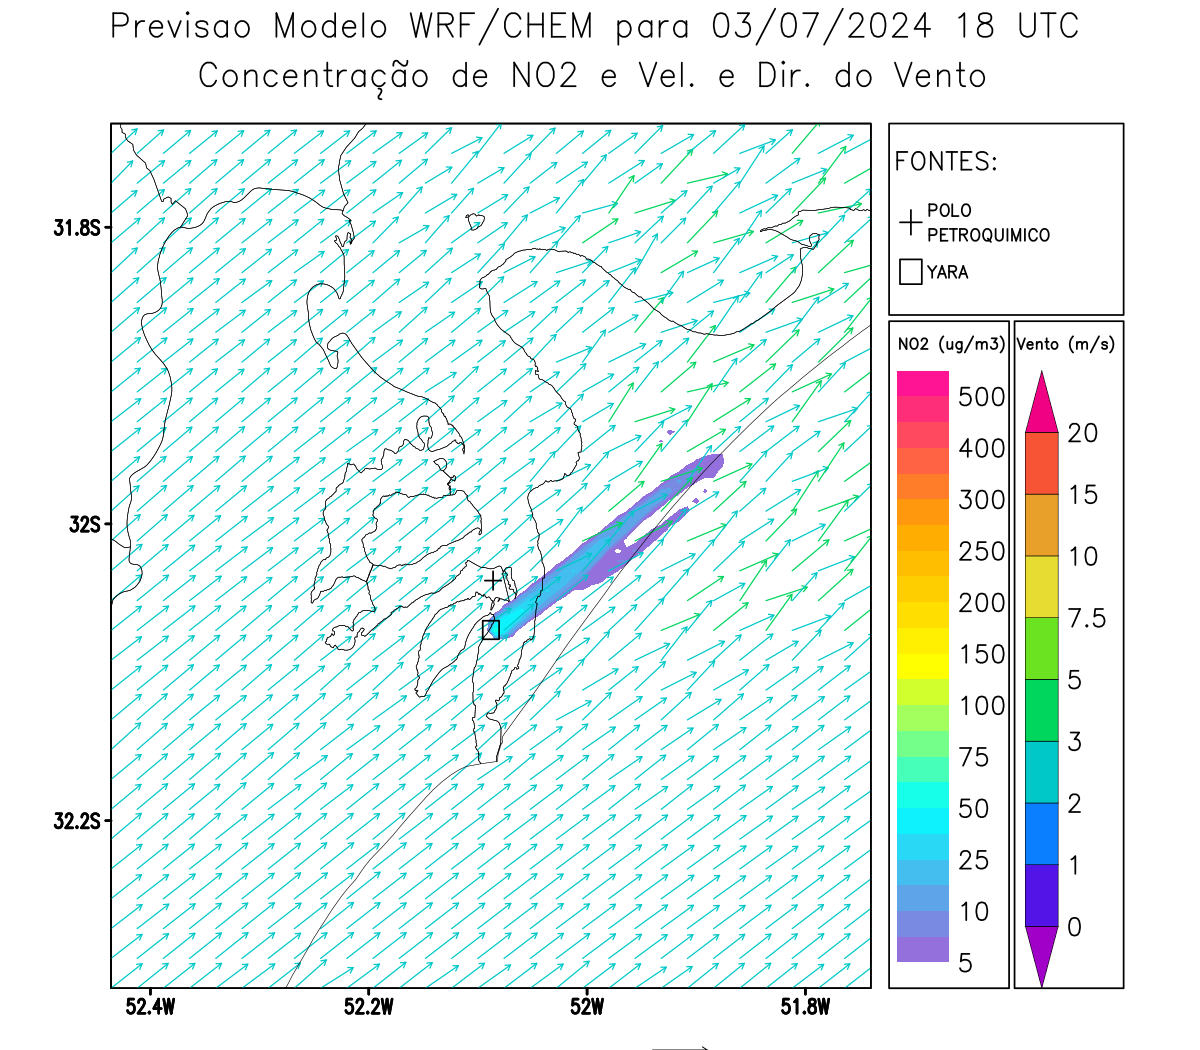 Previsao Modelo WRF/CHEM para 03/07/2024 18 UTC
Concentração de NO2 e Vel. e Dir. do Vento
FONTES:
POLO
PETROQUIMICO
YARA
31.8S
32S
32.2S
52.4W
52.2W
52W
51.8W
NO2 (ug/m3)
500
400
300
250
200
150
100
75
50
25
10
5
Vento (m/s)
20
15
10
7.5
5
3
2
1
0